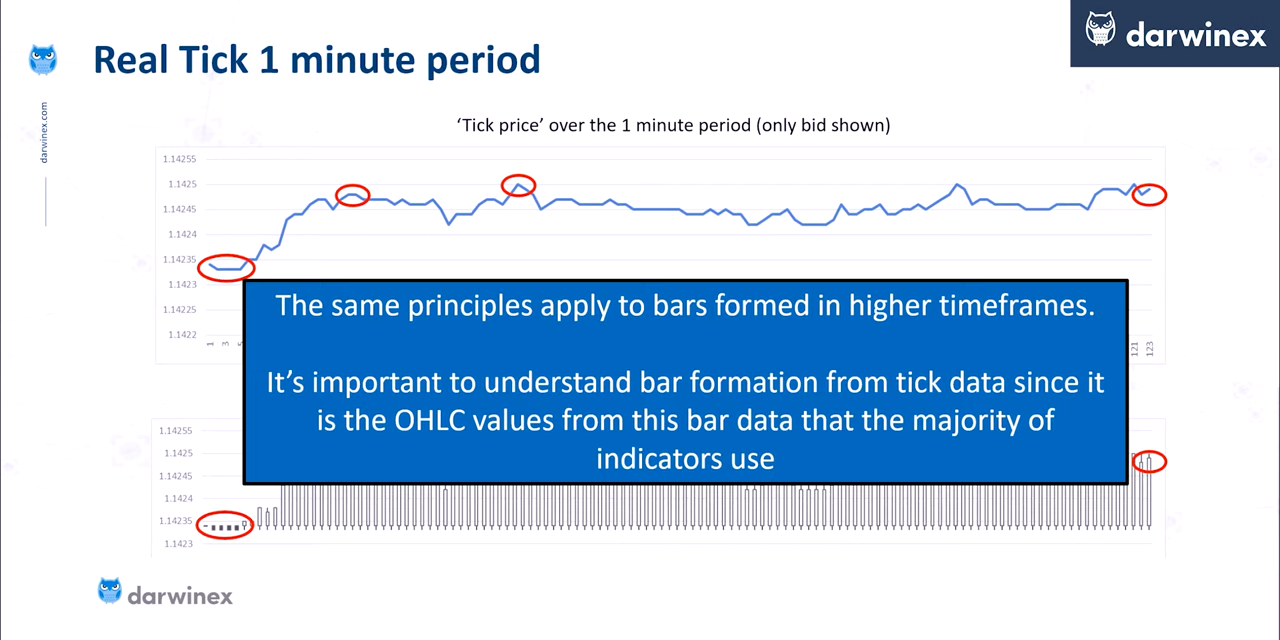 darwinex
Real Tick 1 minute period
darwinex.com
‘Tick price’ over the 1 minute period (only bid shown)
1.14255
1.1425
1.14245
1.1424
1.14235
1.1423
1.14225
1.1422
1
3
121
123
The same principles apply to bars formed in higher timeframes.
It’s important to understand bar formation from tick data since it
is the OHLC values from this bar data that the majority of
indicators use
1.14255
1.1425
1.14245
1.1424
1.14235
1.1423
darwinex